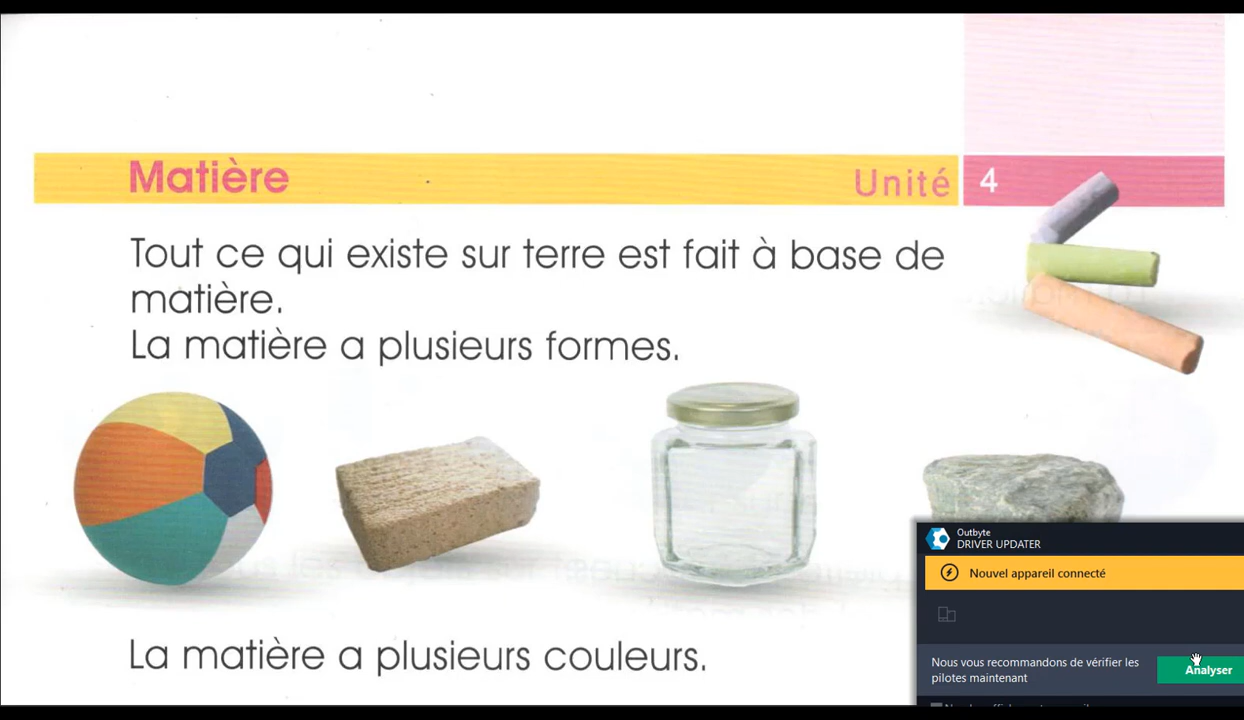 Matière
Unité 4
Tout ce qui existe sur terre est fait à base de
matière.
La matière a plusieurs formes.
La matière a plusieurs couleurs.
Outbyte
DRIVER UPDATER
Nouvel appareil connecté
Nous vous recommandons de vérifier les
pilotes maintenant
Analyser